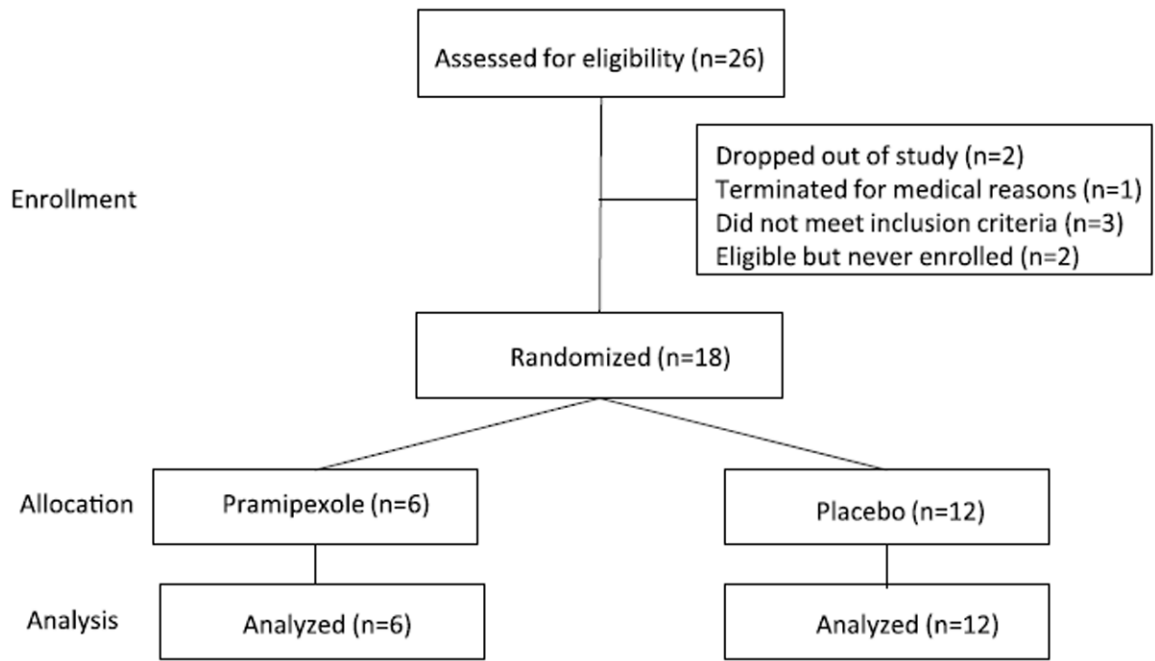 Assessed for eligibility (n=26)
Dropped out of study (n=2)
Terminated for medical reasons (n=1)
Did not meet inclusion criteria (n=3)
Eligible but never enrolled (n=2)
Enrollment
Randomized (n=18)
Allocation
Pramipexole (n=6)
Placebo (n=12)
Analysis
Analyzed (n=6)
Analyzed (n=12)